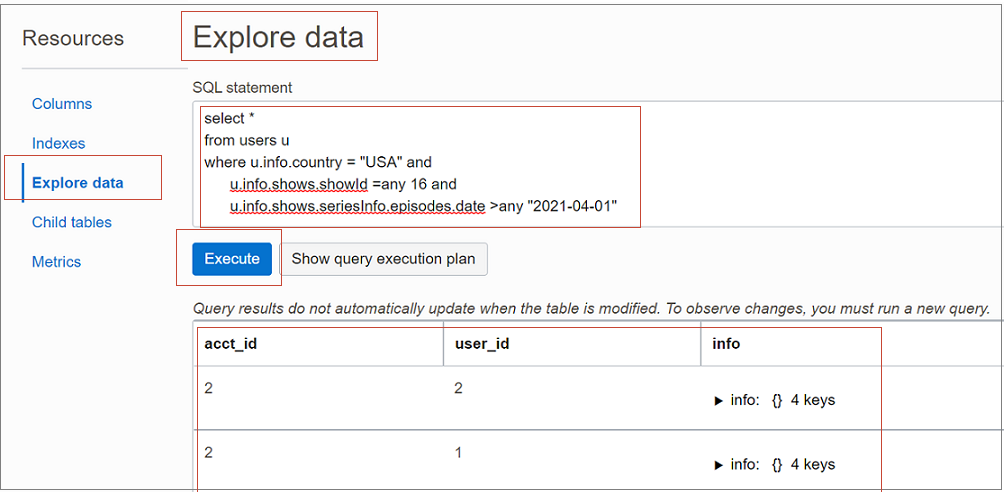 Resources
Columns
Indexes
Explore data
Child tables
Metrics
Explore data
SQL statement
select *
from users u
where u.info.country = "USA" and
u.info.shows.showId =any 16 and
u.info.shows.seriesInfo.episodes.date >any "2021-04-01"
Execute Show query execution plan
Query results do not automatically update when the table is modified. To observe changes, you must run a new query.
acct_id user_id info
2 2 ▶ info: {} 4 keys
2 1 ▶ info: {} 4 keys